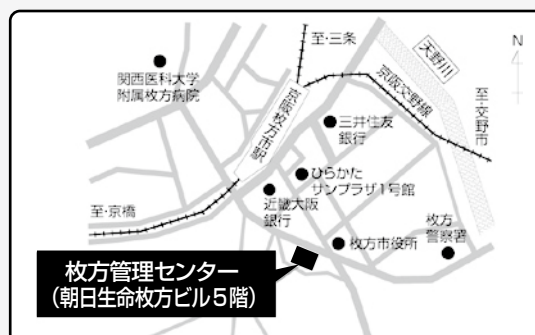 至・三条
天野川
N
関西医科大学
附属枚方病院
京阪枚方市駅
京阪交野線
至・交野市
三井住友
銀行
ひらかた
サンプラザ1号館
近畿大阪
銀行
至・京橋
枚方市役所
枚方
警察署
枚方管理センター
（朝日生命枚方ビル5階）